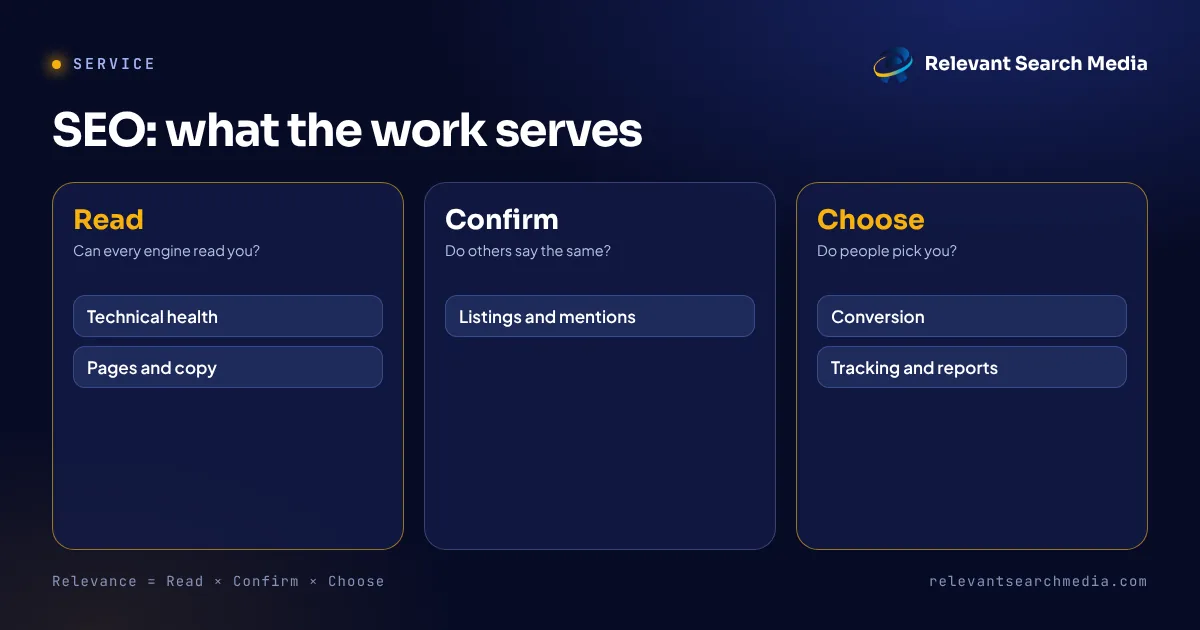 SERVICE
Relevant Search Media
SEO: what the work serves
Read
Can every engine read you?
Technical health
Pages and copy
Confirm
Do others say the same?
Listings and mentions
Choose
Do people pick you?
Conversion
Tracking and reports
Relevance = Read × Confirm × Choose
relevantsearchmedia.com